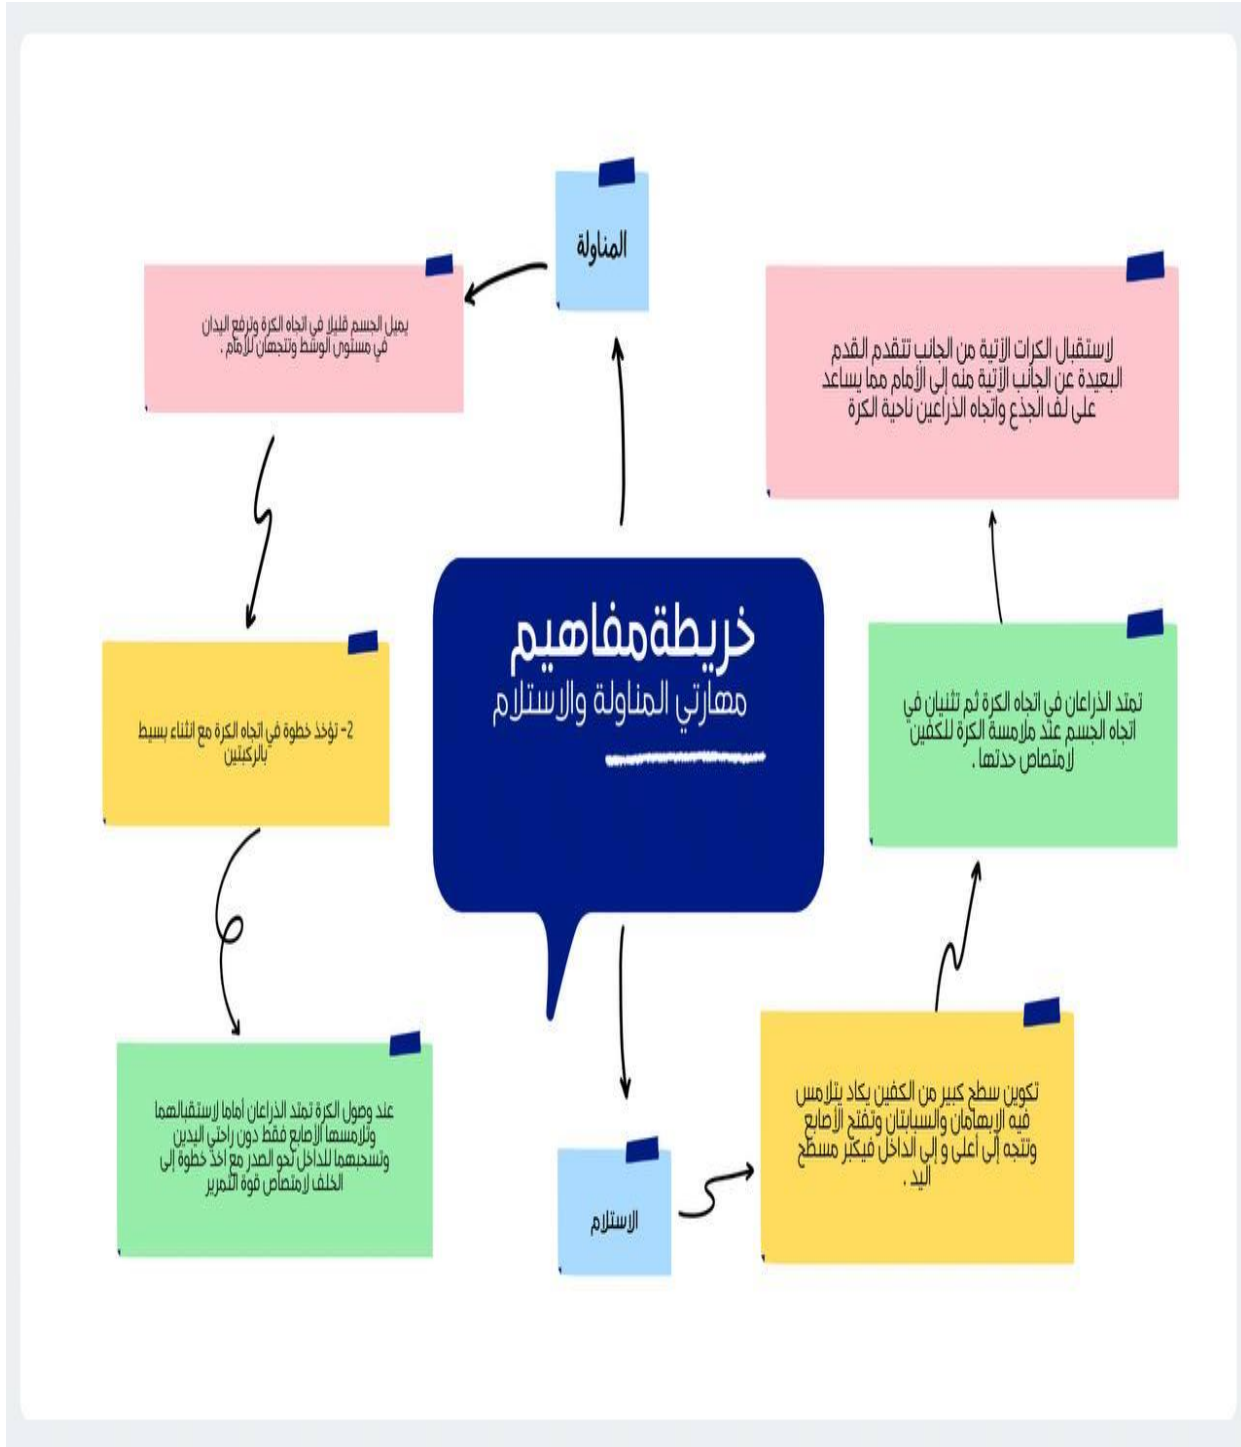 خريطة مفاهيم
مهارتي المناولة والاستلام
المناولة
يميل الجسم قليلا في اتجاه الكرة وترفع اليدان
في مستوى الوشط وتتجهان للأمام .
2- تؤخذ خطوة في اتجاه الكرة مع انثناء بسيط
بالركبتين
عند وصول الكرة تمتد الذراعان أماما لاستقبالهما
وتلامسها الأصابع فقط دون راحتي اليدين
وتسحبهما للداخل نحو الصدر مع اخذ خطوة إلى
الخلف لامتصاص قوة التمرير
الاستلام
تكوين سطح كبير من الكفين يكاد يتلامس
فيه الإبهامان والسبابتان وتفتح الأصابع
وتتجه إلى أعلى و إلى الداخل فيكبر مسطح
اليد .
تمتد الذراعان في اتجاه الكرة ثم تثنيان في
اتجاه الجسم عند ملامسة الكرة للكفين
لامتصاص حدتها .
لاستقبال الكرات الآتية من الجانب تتقدم القدم
البعيدة عن الجانب الآتية منه إلى الأمام مما يساعد
على لف الجذع واتجاه الذراعين ناحية الكرة